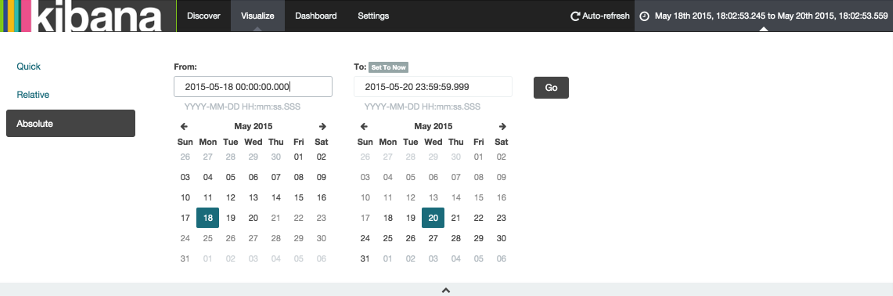 kibana Discover Visualize Dashboard Settings Auto-refresh May 18th 2015, 18:02:53.245 to May 20th 2015, 18:02:53.559
Quick
Relative
Absolute
From:
2015-05-18 00:00:00.000
YYYY-MM-DD HH:mm:ss.SSS
May 2015
Sun Mon Tue Wed Thu Fri Sat
26 27 28 29 30 01 02
03 04 05 06 07 08 09
10 11 12 13 14 15 16
17 18 19 20 21 22 23
24 25 26 27 28 29 30
31 01 02 03 04 05 06
To: Set To Now
2015-05-20 23:59:59.999
YYYY-MM-DD HH:mm:ss.SSS
May 2015
Sun Mon Tue Wed Thu Fri Sat
26 27 28 29 30 01 02
03 04 05 06 07 08 09
10 11 12 13 14 15 16
17 18 19 20 21 22 23
24 25 26 27 28 29 30
31 01 02 03 04 05 06
Go